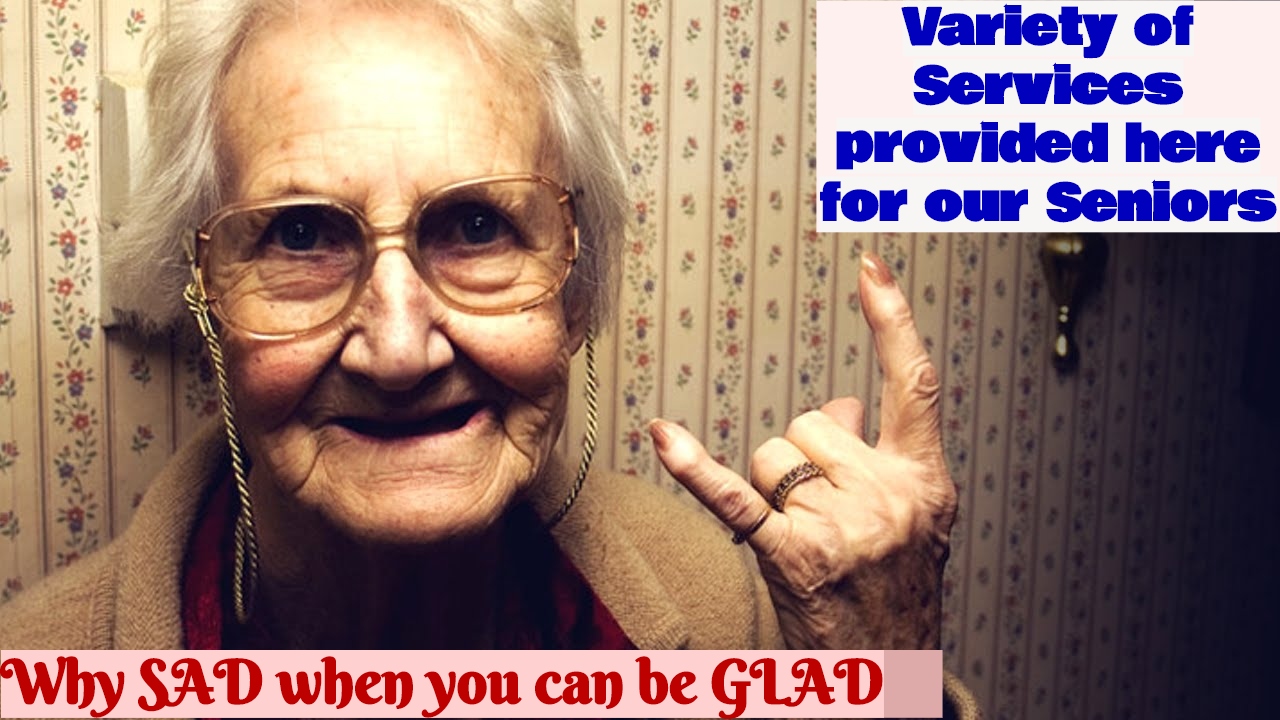 Variety of
Services
provided here
for our Seniors
Why SAD when you can be GLAD